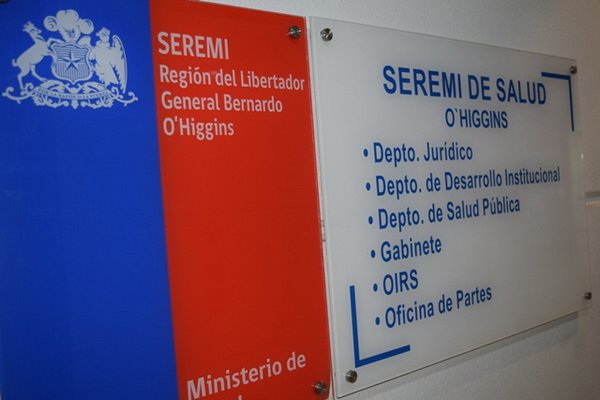 SEREMI
Región del Libertador
General Bernardo
O'Higgins
Ministerio de
SEREMI DE SALUD
O`HIGGINS
• Depto. Jurídico
• Depto. de Desarrollo Institucional
• Depto. de Salud Pública
• Gabinete
• OIRS
• Oficina de Partes